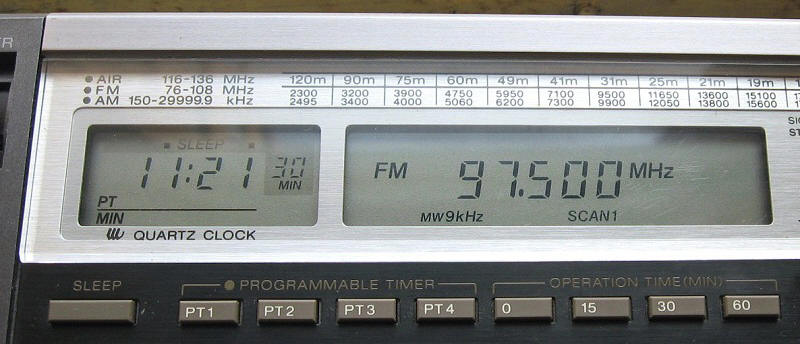 TR
AIR 116-136 MHz 120m 90m 75m 60m 49m 41m 31m 25m 21m 19m
FM 76-108 MHz 2300 3200 3900 4750 5950 7100 9500 11650 13600 15100
AM 150-29999.9 kHz 2495 3400 4000 5060 6200 7300 9900 12050 13800 15600
SLEEP
11:21 30 MIN
FM 97.500 MHz
PT
MIN
MW9kHz SCAN1
QUARTZ CLOCK
SLEEP PROGRAMMABLE TIMER OPERATION TIME(MIN)
PT1 PT2 PT3 PT4 0 15 30 60